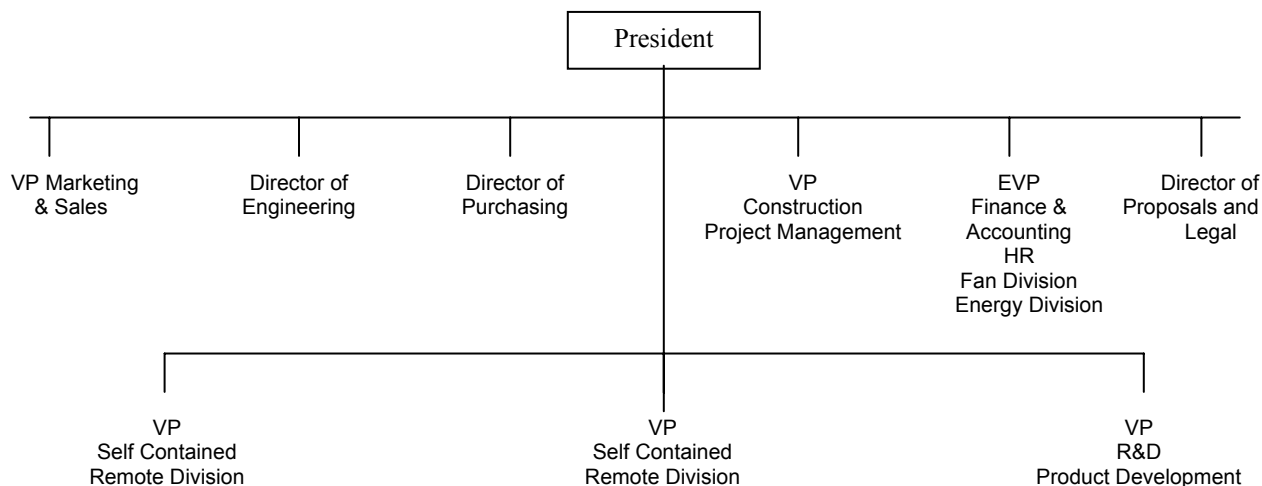 President
VP Marketing
& Sales
Director of
Engineering
Director of
Purchasing
VP
Construction
Project Management
EVP
Finance &
Accounting
HR
Fan Division
Energy Division
Director of
Proposals and
Legal
VP
Self Contained
Remote Division
VP
Self Contained
Remote Division
VP
R&D
Product Development